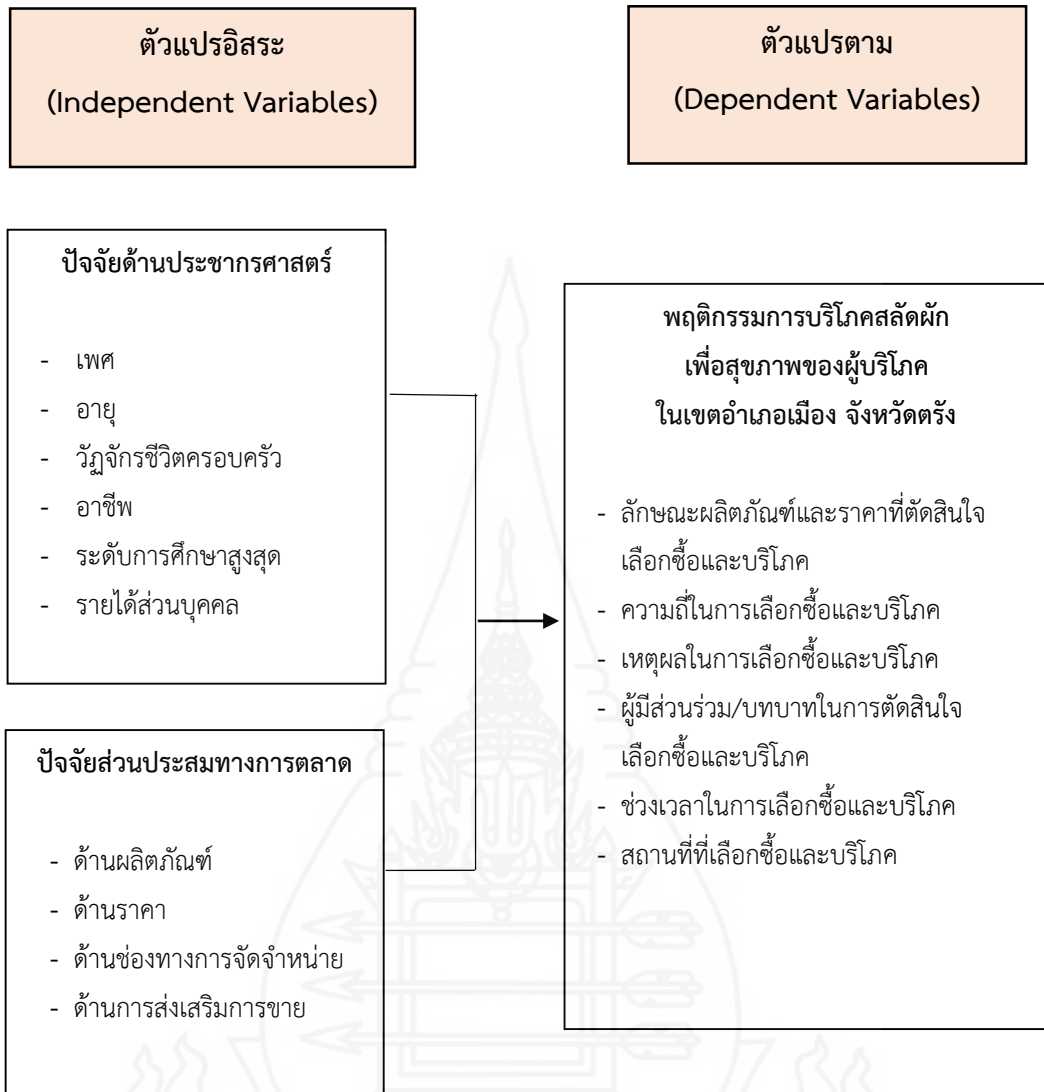 ตัวแปรอิสระ
(Independent Variables)
ตัวแปรตาม
(Dependent Variables)
ปัจจัยด้านประชากรศาสตร์
- เพศ
- อายุ
- วัฏจักรชีวิตครอบครัว
- อาชีพ
- ระดับการศึกษาสูงสุด
- รายได้ส่วนบุคคล
ปัจจัยส่วนประสมทางการตลาด
- ด้านผลิตภัณฑ์
- ด้านราคา
- ด้านช่องทางการจัดจำหน่าย
- ด้านการส่งเสริมการขาย
พฤติกรรมการบริโภคสลัดผัก
เพื่อสุขภาพของผู้บริโภค
ในเขตอำเภอเมือง จังหวัดตรัง
- ลักษณะผลิตภัณฑ์และราคาที่ตัดสินใจ
เลือกซื้อและบริโภค
- ความถี่ในการเลือกซื้อและบริโภค
- เหตุผลในการเลือกซื้อและบริโภค
- ผู้มีส่วนร่วม/บทบาทในการตัดสินใจ
เลือกซื้อและบริโภค
- ช่วงเวลาในการเลือกซื้อและบริโภค
- สถานที่ที่เลือกซื้อและบริโภค